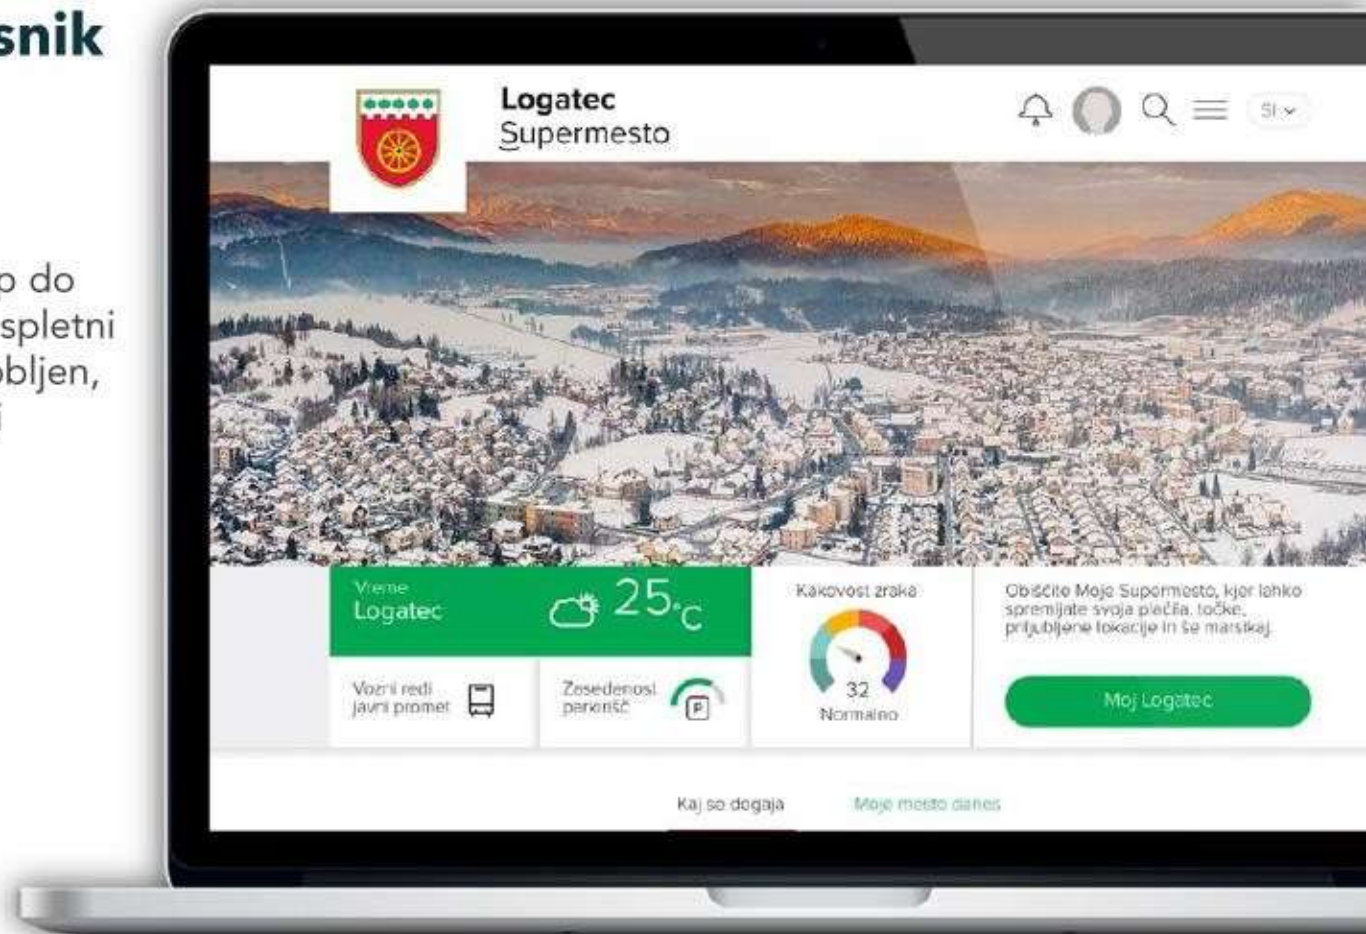 snik
p do
spletni
obljen,
i
Logatec
Supermesto
SI
Vreme
Logatec
25°C
Vozni redi
javni promet
Zasedenost
parkirišč
P
Kakovost zraka
32
Normalno
Obiščite Moje Supermesto, kjer lahko
spremljate svoja plačila, točke,
priljubljene lokacije in še marsikaj.
Moj Logatec
Kaj se dogaja
Moje mesto danes